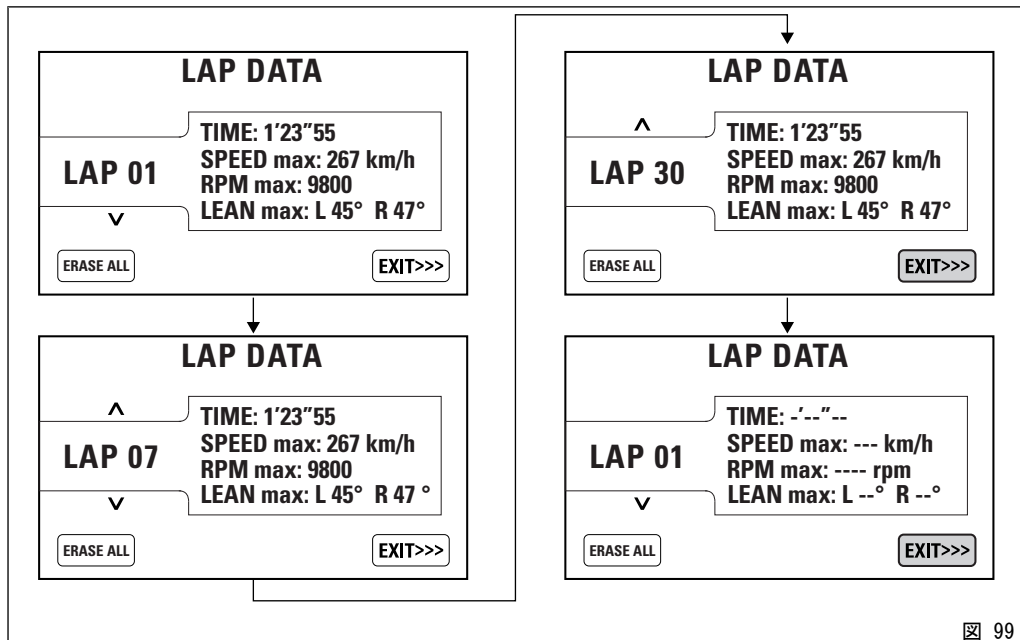 LAP DATA
TIME: 1'23"55
SPEED max: 267 km/h
LAP 01
RPM max: 9800
LEAN max: L 45° R 47°
v
ERASE ALL
EXIT>>>
LAP DATA
^
TIME: 1'23"55
SPEED max: 267 km/h
LAP 07
RPM max: 9800
LEAN max: L 45° R 47 °
v
ERASE ALL
EXIT>>>
LAP DATA
^
TIME: 1'23"55
SPEED max: 267 km/h
LAP 30
RPM max: 9800
LEAN max: L 45° R 47°
ERASE ALL
EXIT>>>
LAP DATA
TIME: -'--"--
SPEED max: --- km/h
LAP 01
RPM max: ---- rpm
LEAN max: L --° R --°
ERASE ALL
EXIT>>>
図 99